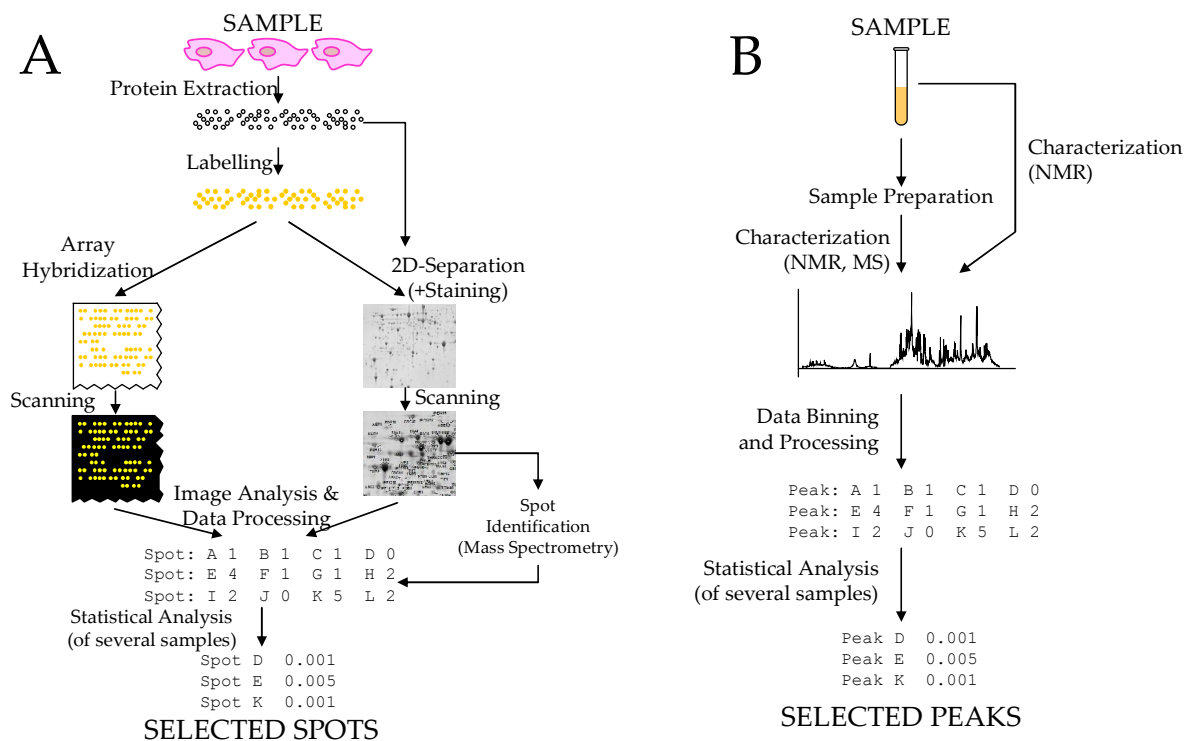 A
SAMPLE
Protein Extraction
Labelling
Array
Hybridization
2D-Separation
(+Staining)
Scanning
Scanning
Image Analysis &
Data Processing
Spot
Identification
(Mass Spectrometry)
Spot: A 1 B 1 C 1 D 0
Spot: E 4 F 1 G 1 H 2
Spot: I 2 J 0 K 5 L 2
Statistical Analysis
(of several samples)
Spot D 0.001
Spot E 0.005
Spot K 0.001
SELECTED SPOTS
B
SAMPLE
Characterization
(NMR)
Sample Preparation
Characterization
(NMR, MS)
Data Binning
and Processing
Peak: A 1 B 1 C 1 D 0
Peak: E 4 F 1 G 1 H 2
Peak: I 2 J 0 K 5 L 2
Statistical Analysis
(of several samples)
Peak D 0.001
Peak E 0.005
Peak K 0.001
SELECTED PEAKS